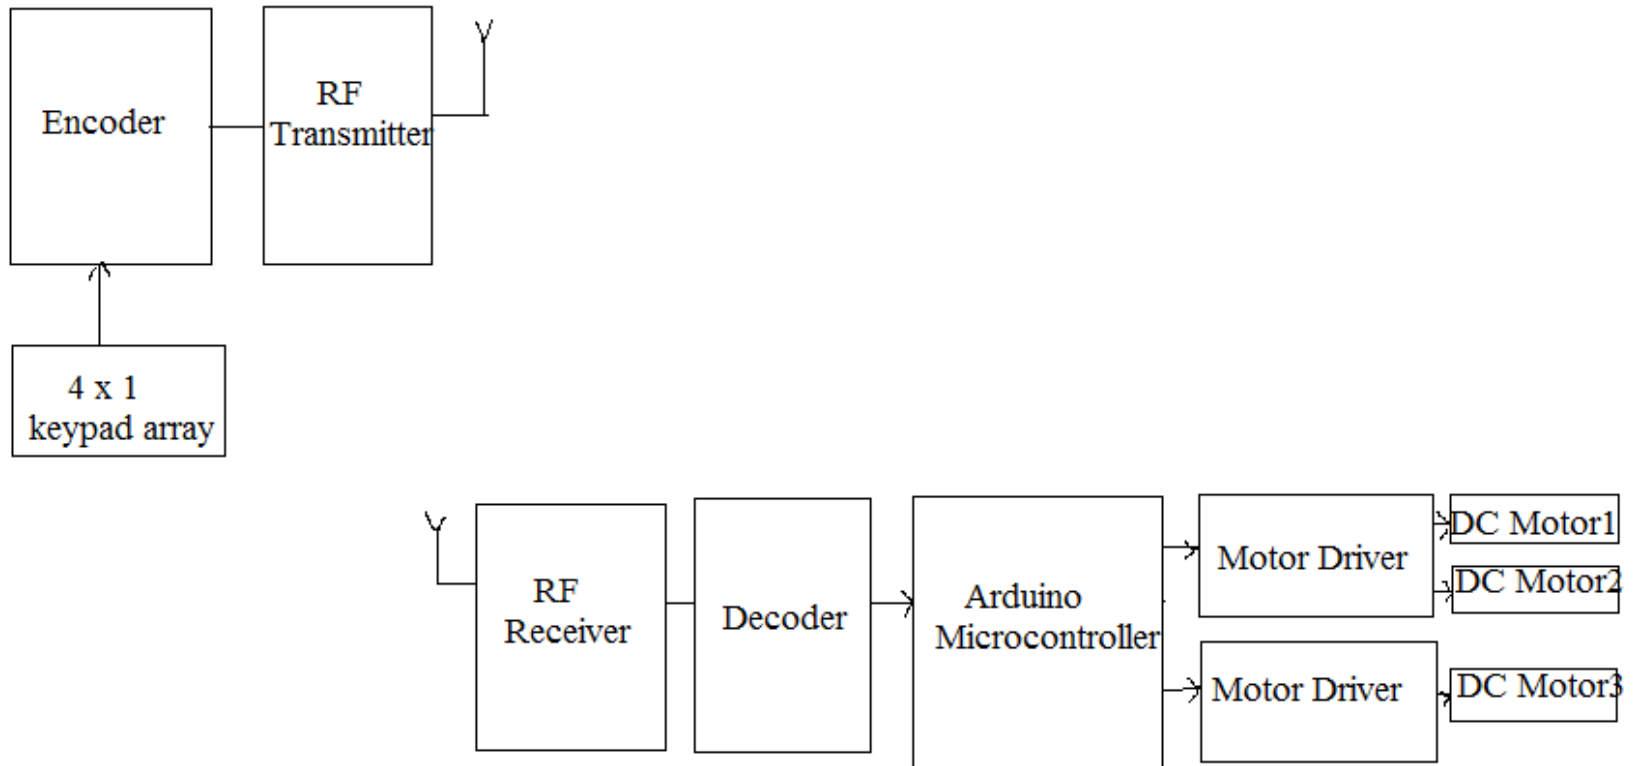 Encoder
RF
Transmitter
4 x 1
keypad array
RF
Receiver
Decoder
Arduino
Microcontroller
Motor Driver
DC Motor1
DC Motor2
Motor Driver
DC Motor3